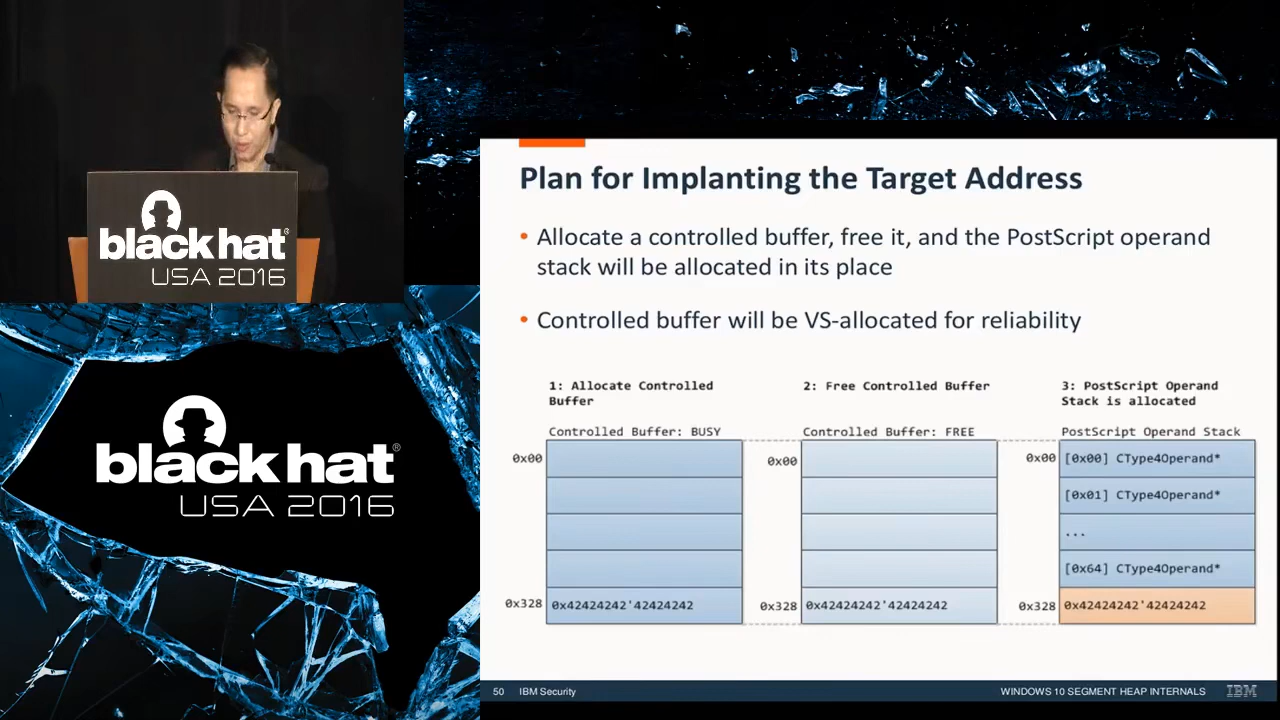 black hat®
USA 2016
black hat®
USA 2016
Plan for Implanting the Target Address
• Allocate a controlled buffer, free it, and the PostScript operand
stack will be allocated in its place
• Controlled buffer will be VS-allocated for reliability
1: Allocate Controlled
Buffer
Controlled Buffer: BUSY
0x00
0x328 0x42424242'42424242
2: Free Controlled Buffer
Controlled Buffer: FREE
0x00
0x328 0x42424242'42424242
3: PostScript Operand
Stack is allocated
PostScript Operand Stack
0x00 [0x00] CType4Operand*
[0x01] CType4Operand*
...
[0x64] CType4Operand*
0x328 0x42424242'42424242
50 IBM Security
WINDOWS 10 SEGMENT HEAP INTERNALS IBM